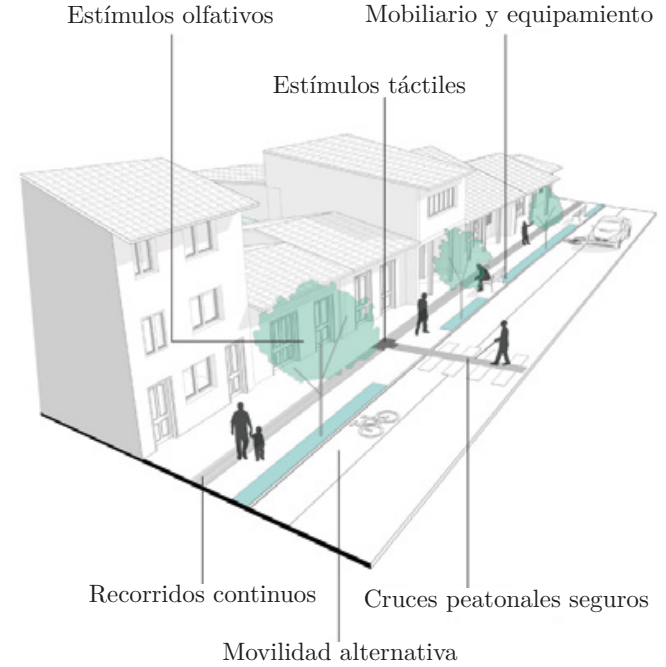 Estímulos olfativos
Mobiliario y equipamiento
Estímulos táctiles
Recorridos continuos
Cruces peatonales seguros
Movilidad alternativa